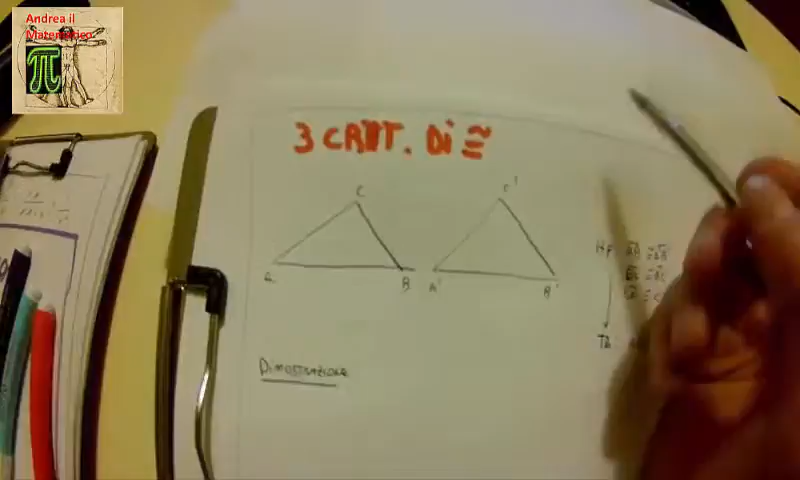 Andrea il
Matematico
π
3 CRIT. Di ≅
C
C'
A
B
A'
B'
Hp
Th
DIMOSTRAZIONE